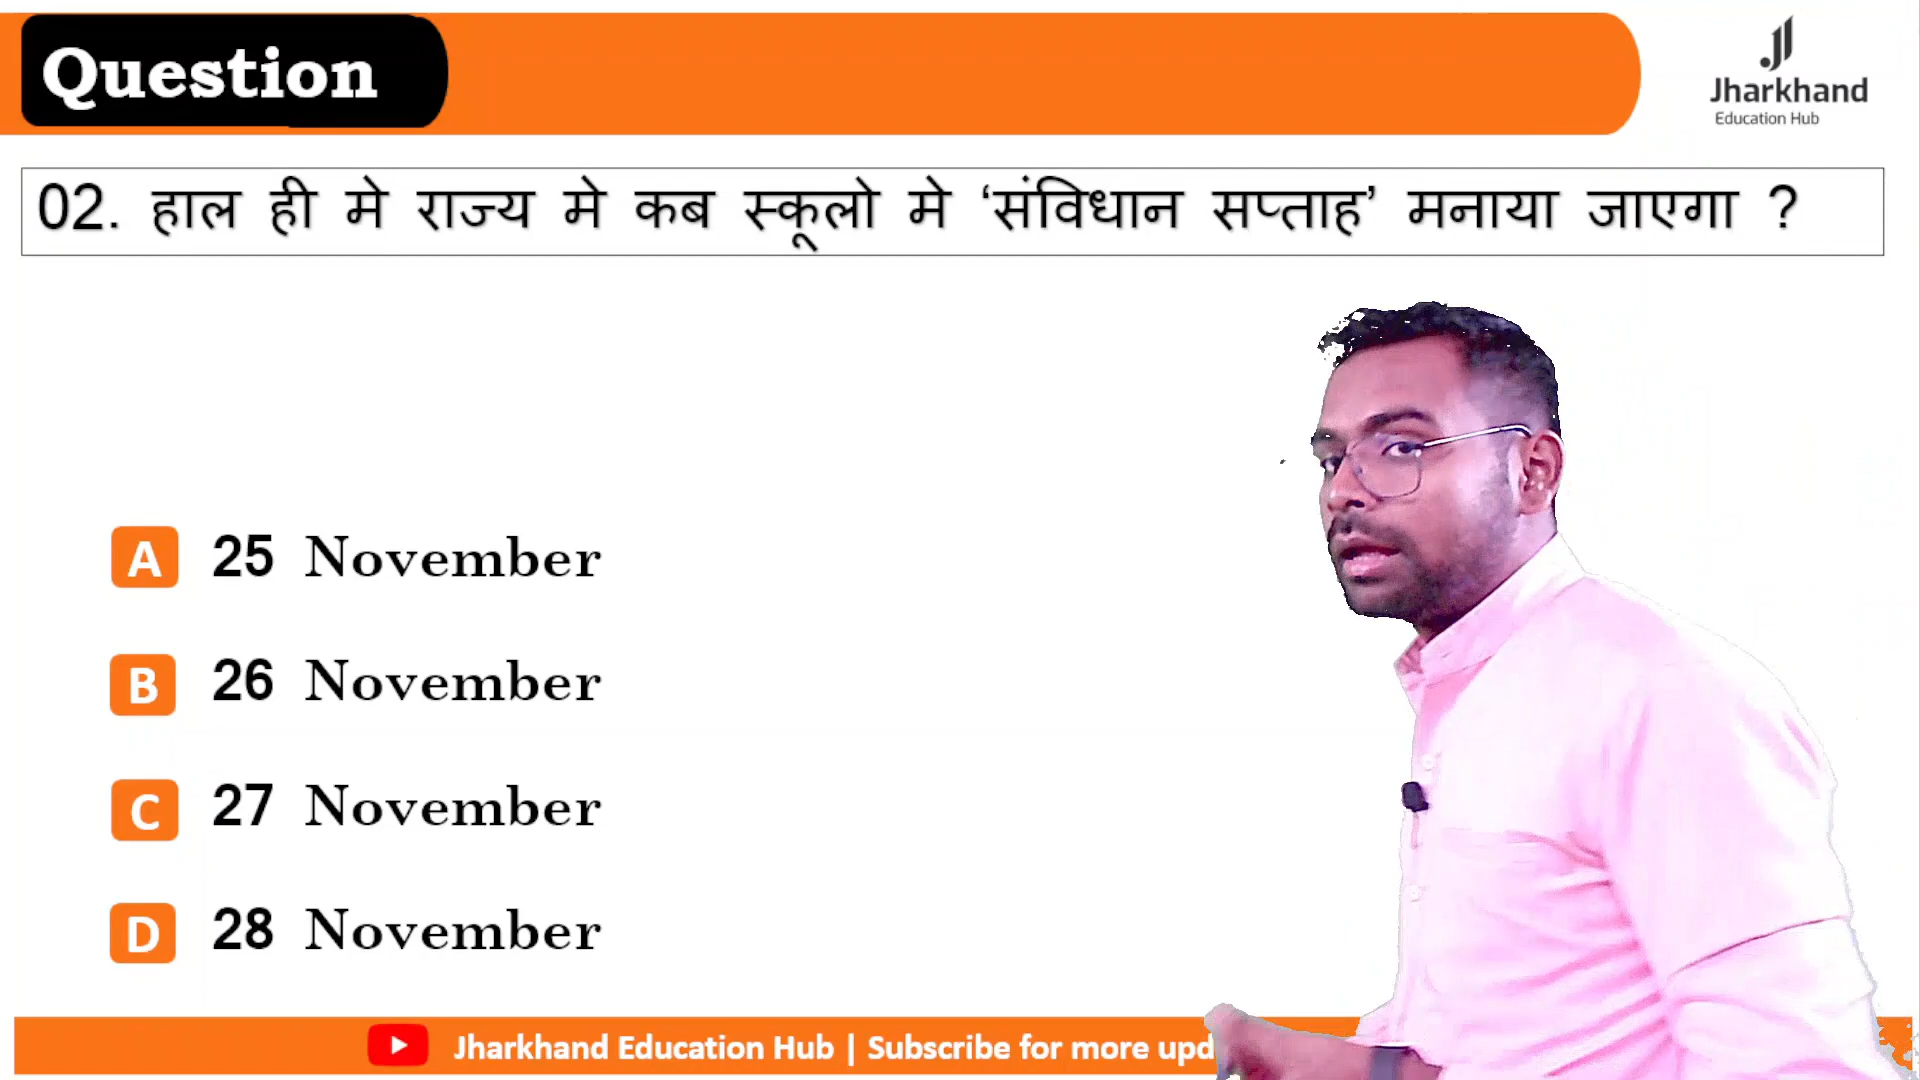 Question
Jharkhand
Education Hub
02. हाल ही मे राज्य मे कब स्कूलो मे ‘संविधान सप्ताह’ मनाया जाएगा ?
A 25 November
B 26 November
C 27 November
D 28 November
Jharkhand Education Hub | Subscribe for more upd